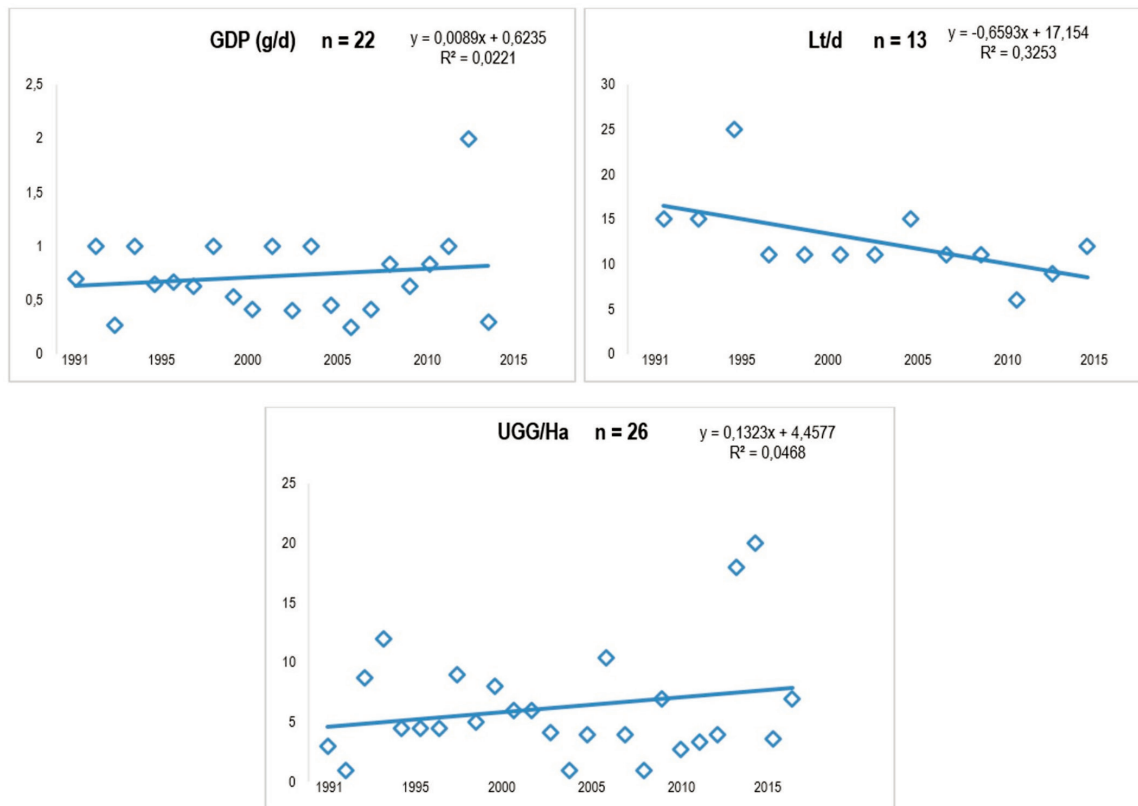 GDP (g/d) n = 22
y = 0,0089x + 0,6235
R² = 0,0221
2,5
2
1,5
1
0,5
0
1991 1995 2000 2005 2010 2015
Lt/d n = 13
y = -0,6593x + 17,154
R² = 0,3253
30
25
20
15
10
5
0
1991 1995 2000 2005 2010 2015
UGG/Ha n = 26
y = 0,1323x + 4,4577
R² = 0,0468
25
20
15
10
5
0
1991 1995 2000 2005 2010 2015